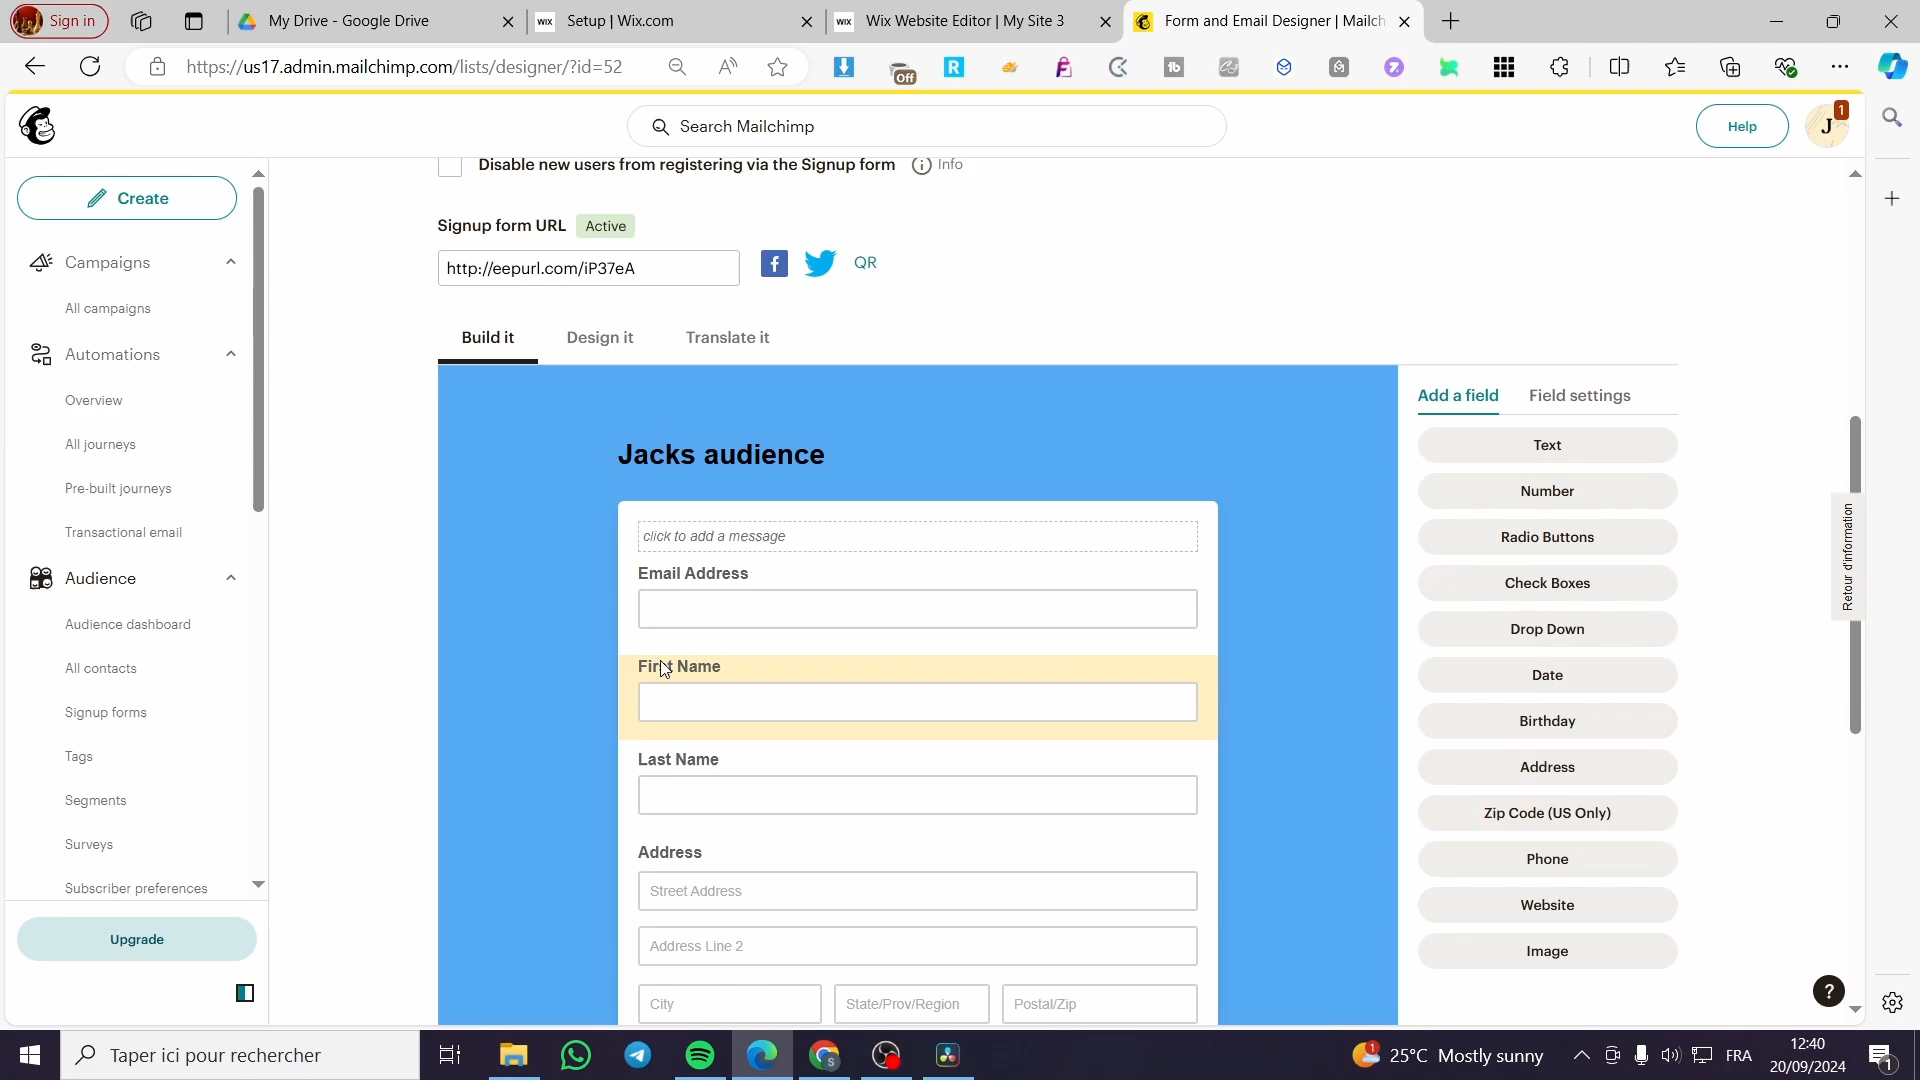 Sign in
My Drive - Google Drive
WiX
Setup | Wix.com
WiX
Wix Website Editor | My Site 3
Form and Email Designer | Mailch
https://us17.admin.mailchimp.com/lists/designer/?id=52
Off
Search Mailchimp
Help
J
1
Create
Campaigns
All campaigns
Automations
Overview
All journeys
Pre-built journeys
Transactional email
Audience
Audience dashboard
All contacts
Signup forms
Tags
Segments
Surveys
Subscriber preferences
Upgrade
Disable new users from registering via the Signup form
Info
Signup form URL
Active
http://eepurl.com/iP37eA
QR
Build it
Design it
Translate it
Jacks audience
click to add a message
Email Address
First Name
Last Name
Address
Street Address
Address Line 2
City
State/Prov/Region
Postal/Zip
Add a field
Field settings
Text
Number
Radio Buttons
Check Boxes
Drop Down
Date
Birthday
Address
Zip Code (US Only)
Phone
Website
Image
Retour d'information
?
Taper ici pour rechercher
1
25°C Mostly sunny
FRA
12:40
20/09/2024
1